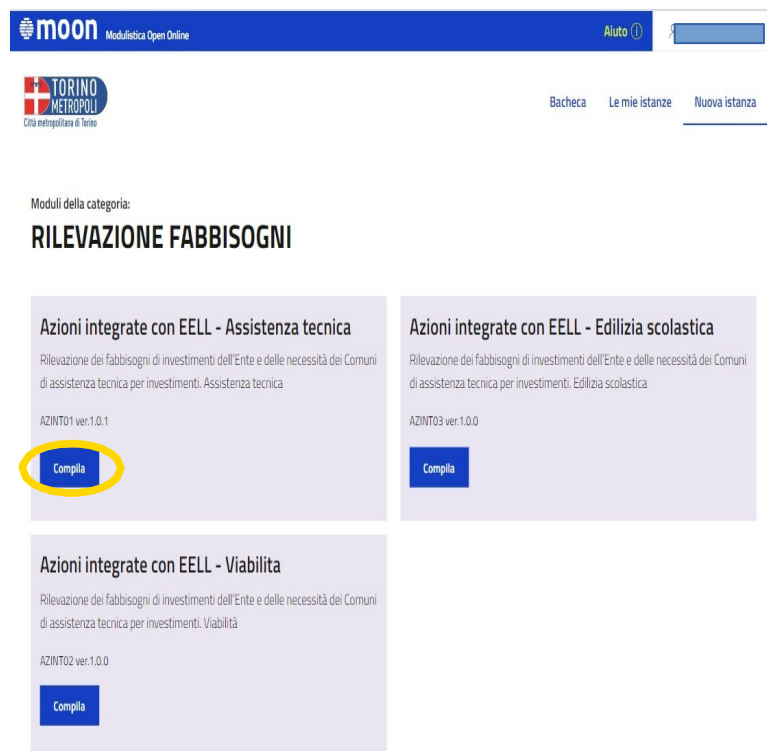 moon Modulistica Open Online
Aiuto
TORINO
METROPOLI
Città metropolitana di Torino
Bacheca Le mie istanze Nuova istanza
Moduli della categoria:
RILEVAZIONE FABBISOGNI
Azioni integrate con EELL - Assistenza tecnica
Rilevazione dei fabbisogni di investimenti dell'Ente e delle necessità dei Comuni
di assistenza tecnica per investimenti. Assistenza tecnica
AZINT01 ver.1.0.1
Compila
Azioni integrate con EELL - Edilizia scolastica
Rilevazione dei fabbisogni di investimenti dell'Ente e delle necessità dei Comuni
di assistenza tecnica per investimenti. Edilizia scolastica
AZINT03 ver.1.0.0
Compila
Azioni integrate con EELL - Viabilita
Rilevazione dei fabbisogni di investimenti dell'Ente e delle necessità dei Comuni
di assistenza tecnica per investimenti. Viabilità
AZINT02 ver.1.0.0
Compila